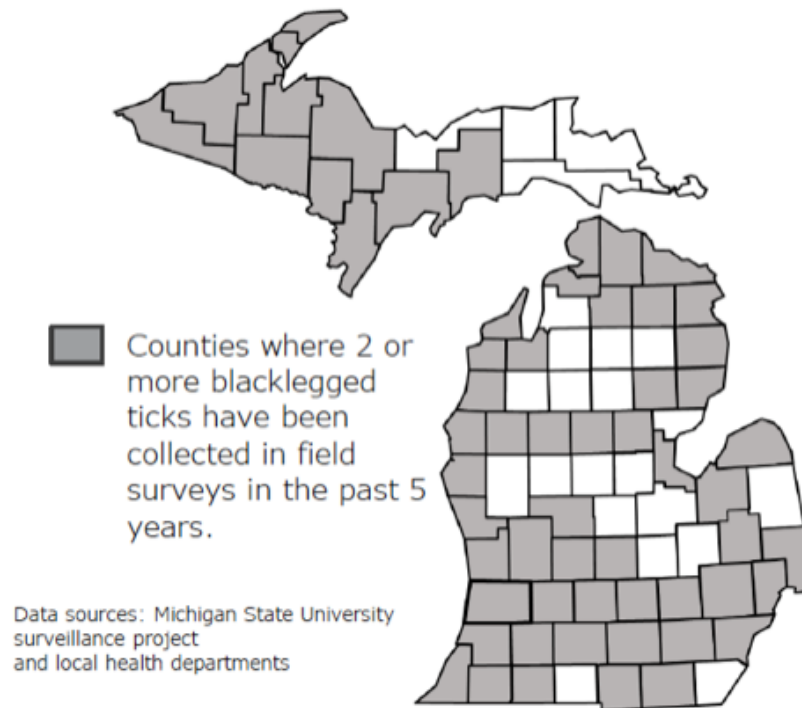 Counties where 2 or
more blacklegged
ticks have been
collected in field
surveys in the past 5
years.
Data sources: Michigan State University
surveillance project
and local health departments